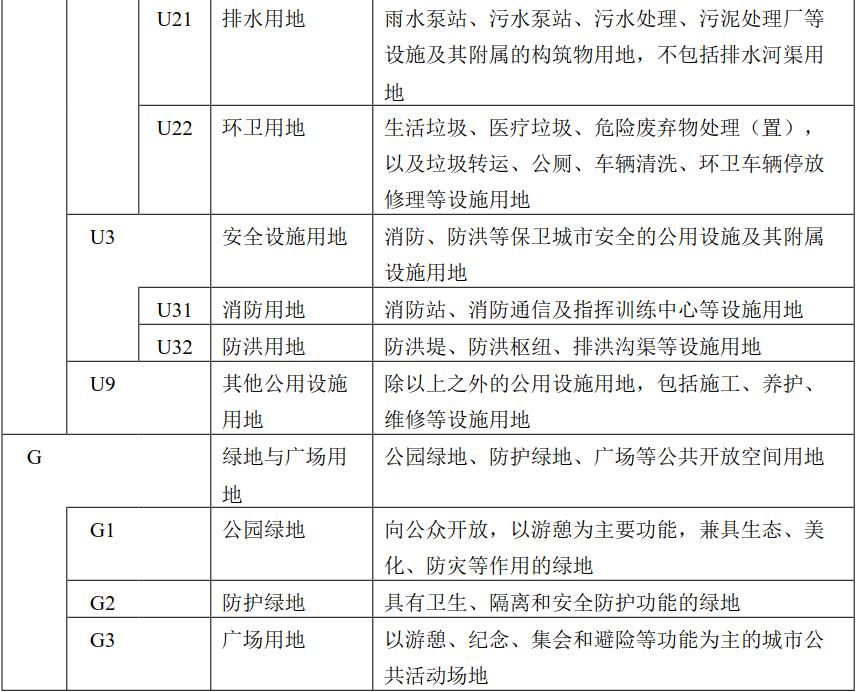 U21 排水用地 雨水泵站、污水泵站、污水处理、污泥处理厂等
设施及其附属的构筑物用地，不包括排水河渠用
地
U22 环卫用地 生活垃圾、医疗垃圾、危险废弃物处理（置），
以及垃圾转运、公厕、车辆清洗、环卫车辆停放
修理等设施用地
U3 安全设施用地 消防、防洪等保卫城市安全的公用设施及其附属
设施用地
U31 消防用地 消防站、消防通信及指挥训练中心等设施用地
U32 防洪用地 防洪堤、防洪枢纽、排洪沟渠等设施用地
U9 其他公用设施 除以上之外的公用设施用地，包括施工、养护、
用地 维修等设施用地
G 绿地与广场用 公园绿地、防护绿地、广场等公共开放空间用地
地
G1 公园绿地 向公众开放，以游憩为主要功能，兼具生态、美
化、防灾等作用的绿地
G2 防护绿地 具有卫生、隔离和安全防护功能的绿地
G3 广场用地 以游憩、纪念、集会和避险等功能为主的城市公
共活动场地